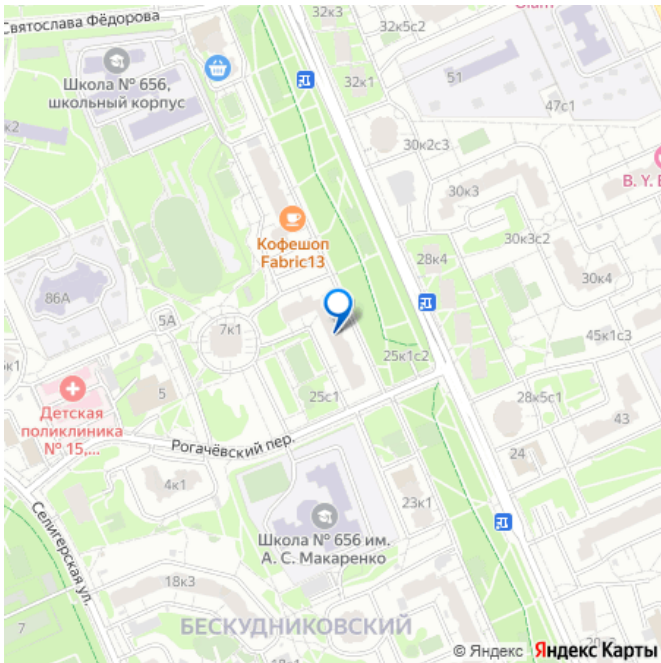 Святослава Фёдорова
32к3
32к5с2
Школа № 656,
школьный корпус
32к1
51
47с1
к2
30к2с3
В. Y. E
30к3
Кофешоп
Fabric13
30к3с2
28к4
86А
30к4
5А
7к1
45к1с3
25к1с2
к1
5
Детская
поликлиника
№ 15,...
25с1
28к5с1
43
Рогачёвский пер.
24
4к1
23к1
Селигерская ул.
Школа № 656 им.
А. С. Макаренко
18к3
7
БЕСКУДНИКОВСКИЙ
© Яндекс Яндекс Карты